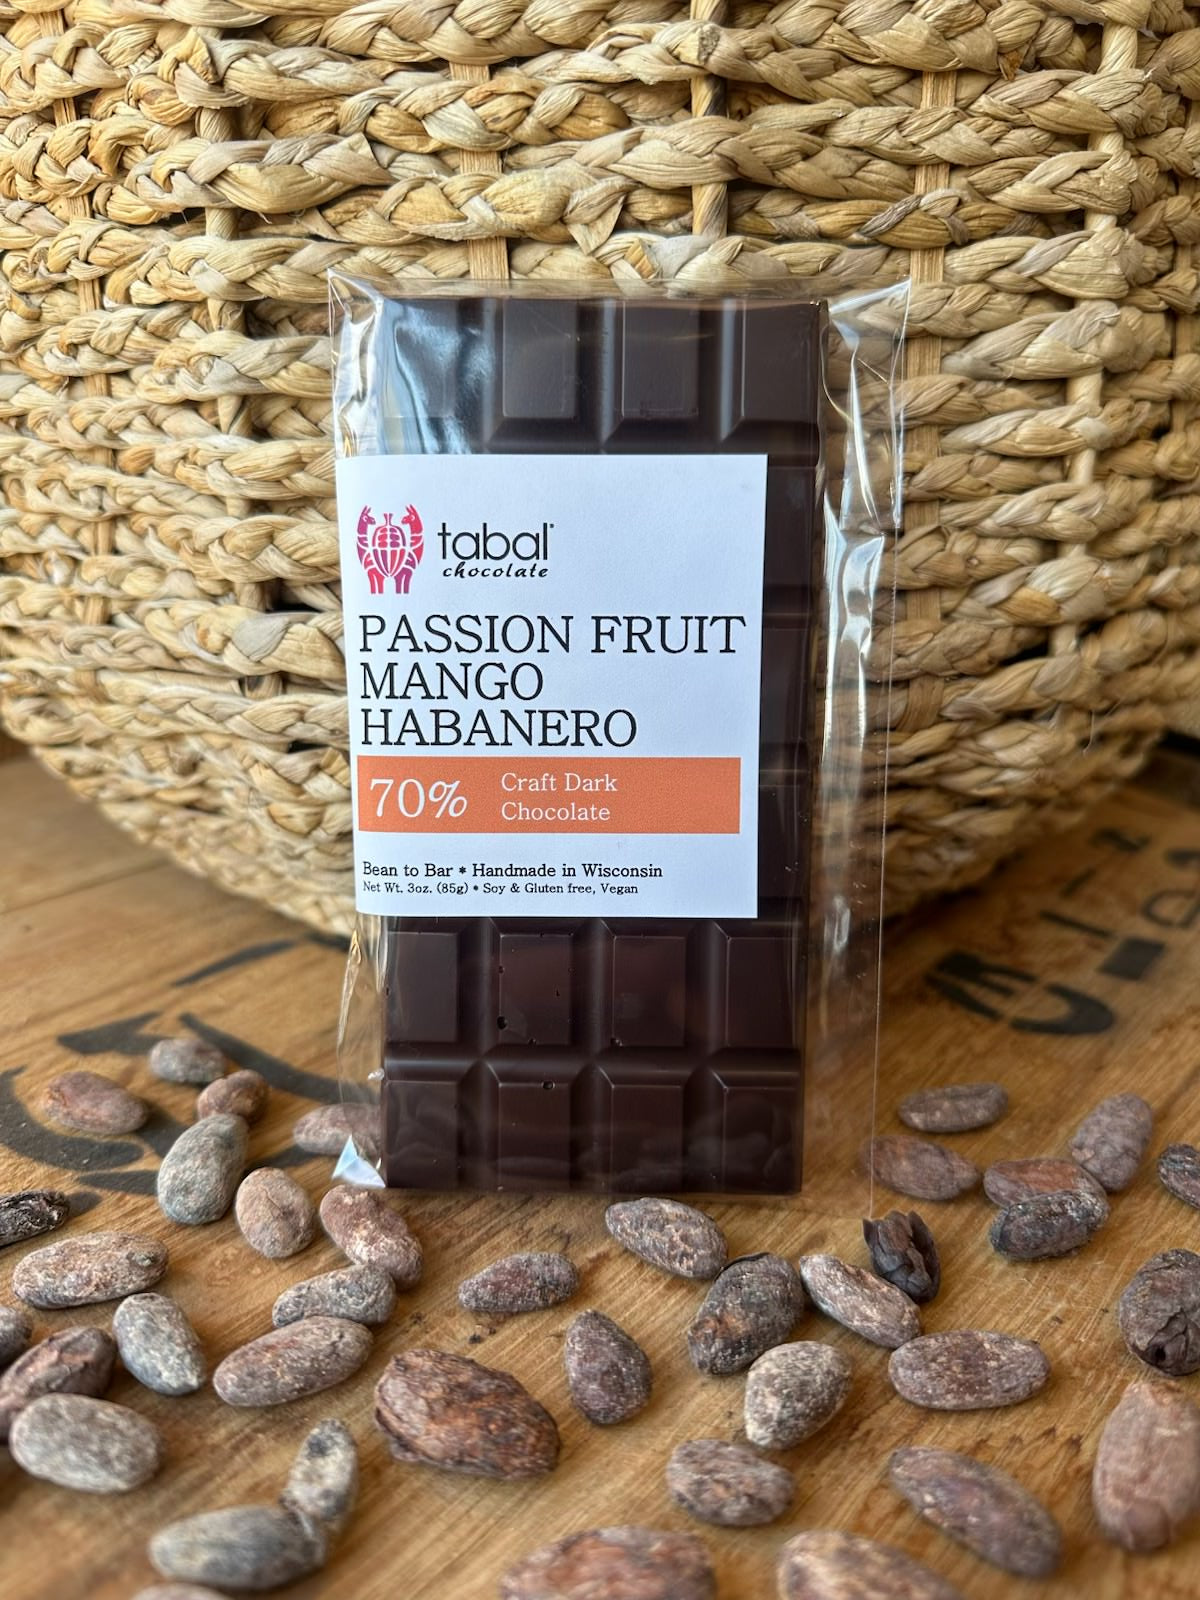 tabal®
chocolate
PASSION FRUIT
MANGO
HABANERO
70%
Craft Dark
Chocolate
Bean to Bar * Handmade in Wisconsin
Net Wt. 3oz. (85g) • Soy & Gluten free, Vegan